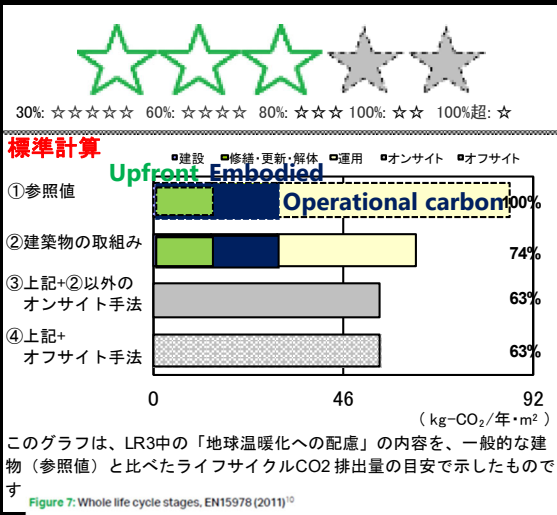 30%: ☆☆☆☆☆ 60%: ☆☆☆☆ 80%: ☆☆☆ 100%: ☆☆ 100%超: ☆
標準計算
■建設 ■修繕・更新・解体 ■運用 ■オンサイト ■オフサイト
Upfront Embodied
①参照値
Operational carbom
100%
②建築物の取組み
74%
③上記+②以外の
オンサイト手法
63%
④上記+
オフサイト手法
63%
0 46 92
( kg-CO₂/年・m² )
このグラフは、LR3中の「地球温暖化への配慮」の内容を、一般的な建
物（参照値）と比べたライフサイクルCO2 排出量の目安で示したもので
す
Figure 7: Whole life cycle stages, EN15978 (2011)¹⁰